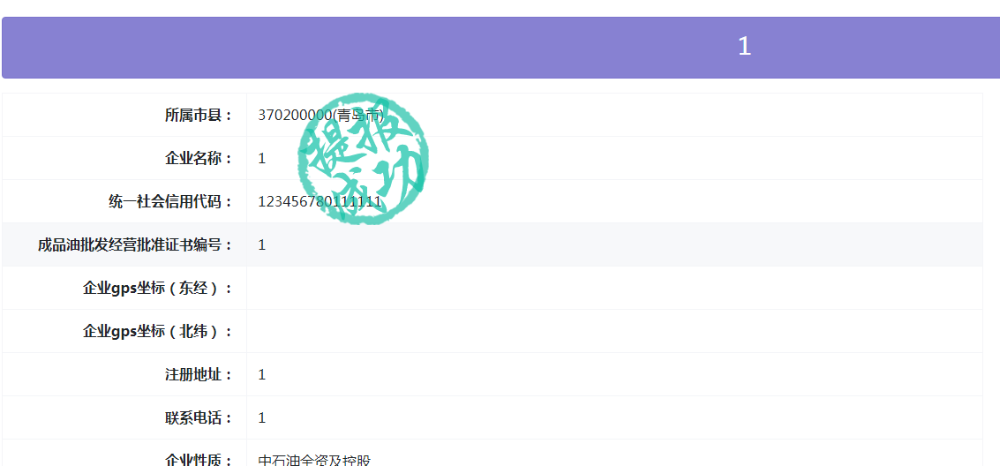 1
所属市县： 370200000(青岛市)
企业名称： 1
统一社会信用代码： 123456780111111
成品油批发经营批准证书编号： 1
企业gps坐标（东经）：
企业gps坐标（北纬）：
注册地址： 1
联系电话： 1
企业性质： 中石油全资及控股
提报
成功